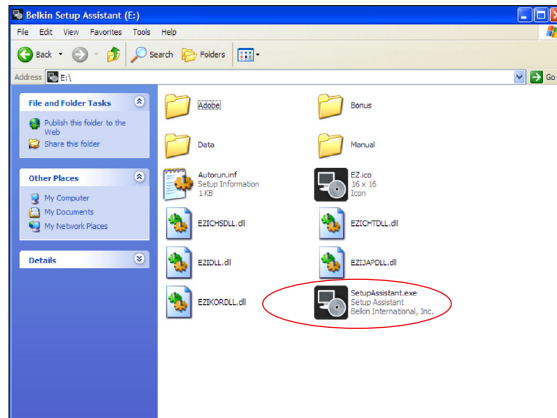 Belkin Setup Assistant (E:)
File Edit View Favorites Tools Help
Back Search Folders
Address E:\ Go
File and Folder Tasks
Publish this folder to the
Web
Share this folder
Other Places
My Computer
My Documents
My Network Places
Details
Adobe
Bonus
Data
Manual
Autorun.inf
Setup Information
1 KB
EZ.ico
16 x 16
Icon
EZICHSDLL.dll
EZICHTDLL.dll
EZIDLL.dll
EZIJAPDLL.dll
EZIKORDLL.dll
SetupAssistant.exe
Setup Assistant
Belkin International, Inc.